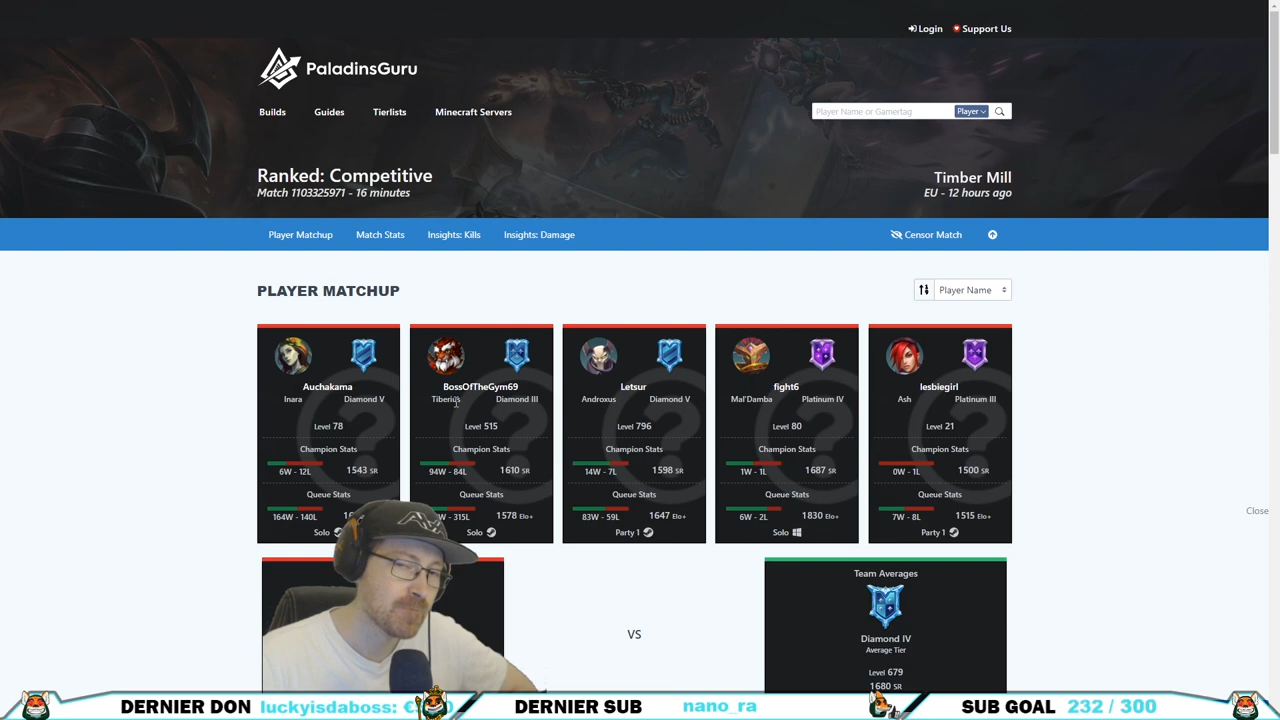 Login Support Us
PaladinsGuru
Builds Guides Tierlists Minecraft Servers
Player Name or Gamertag Player
Ranked: Competitive
Match 1103325971 - 16 minutes
Timber Mill
EU - 12 hours ago
Player Matchup Match Stats Insights: Kills Insights: Damage Censor Match
PLAYER MATCHUP
Player Name
Auchakama BossOfTheGym69 Letsur fight6 lesbiegirl
Inara Diamond V Tiberius Diamond III Androxus Diamond V Mal'Damba Platinum IV Ash Platinum III
Level 78 Level 515 Level 796 Level 80 Level 21
Champion Stats Champion Stats Champion Stats Champion Stats Champion Stats
6W - 12L 1543 SR 94W - 84L 1610 SR 14W - 7L 1598 SR 1W - 1L 1687 SR 0W - 1L 1500 SR
Queue Stats Queue Stats Queue Stats Queue Stats Queue Stats
164W - 140L 315L 1578 Elo+ 83W - 59L 1647 Elo+ 6W - 2L 1830 Elo+ 7W - 8L 1515 Elo+
Solo Solo Party 1 Solo Party 1
Close
VS
Team Averages
Diamond IV
Average Tier
Level 679
1680 SR
DERNIER DON luckyisdaboss: DERNIER SUB nano_ra SUB GOAL 232 / 300